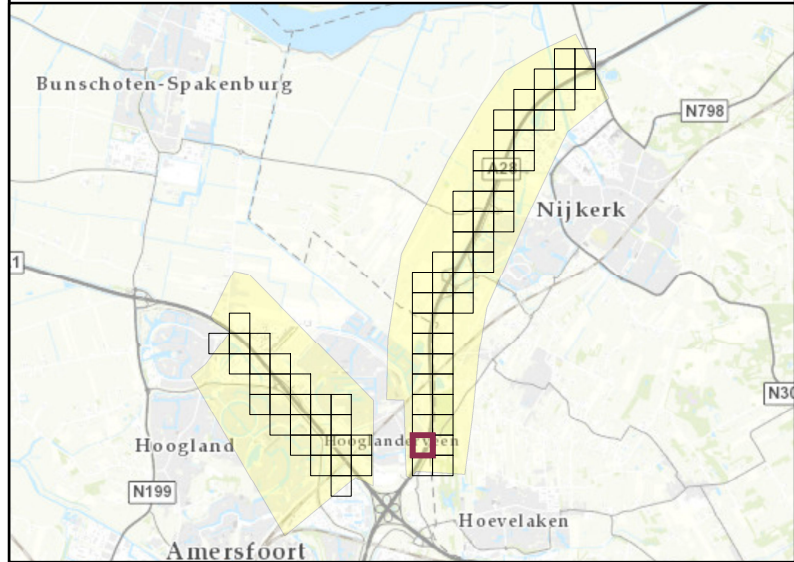 Bunschoten-Spakenburg
N798
A28
Nijkerk
1
N30
Hooglanderveen
Hoogland
N199
Hoevelaken
Amersfoort